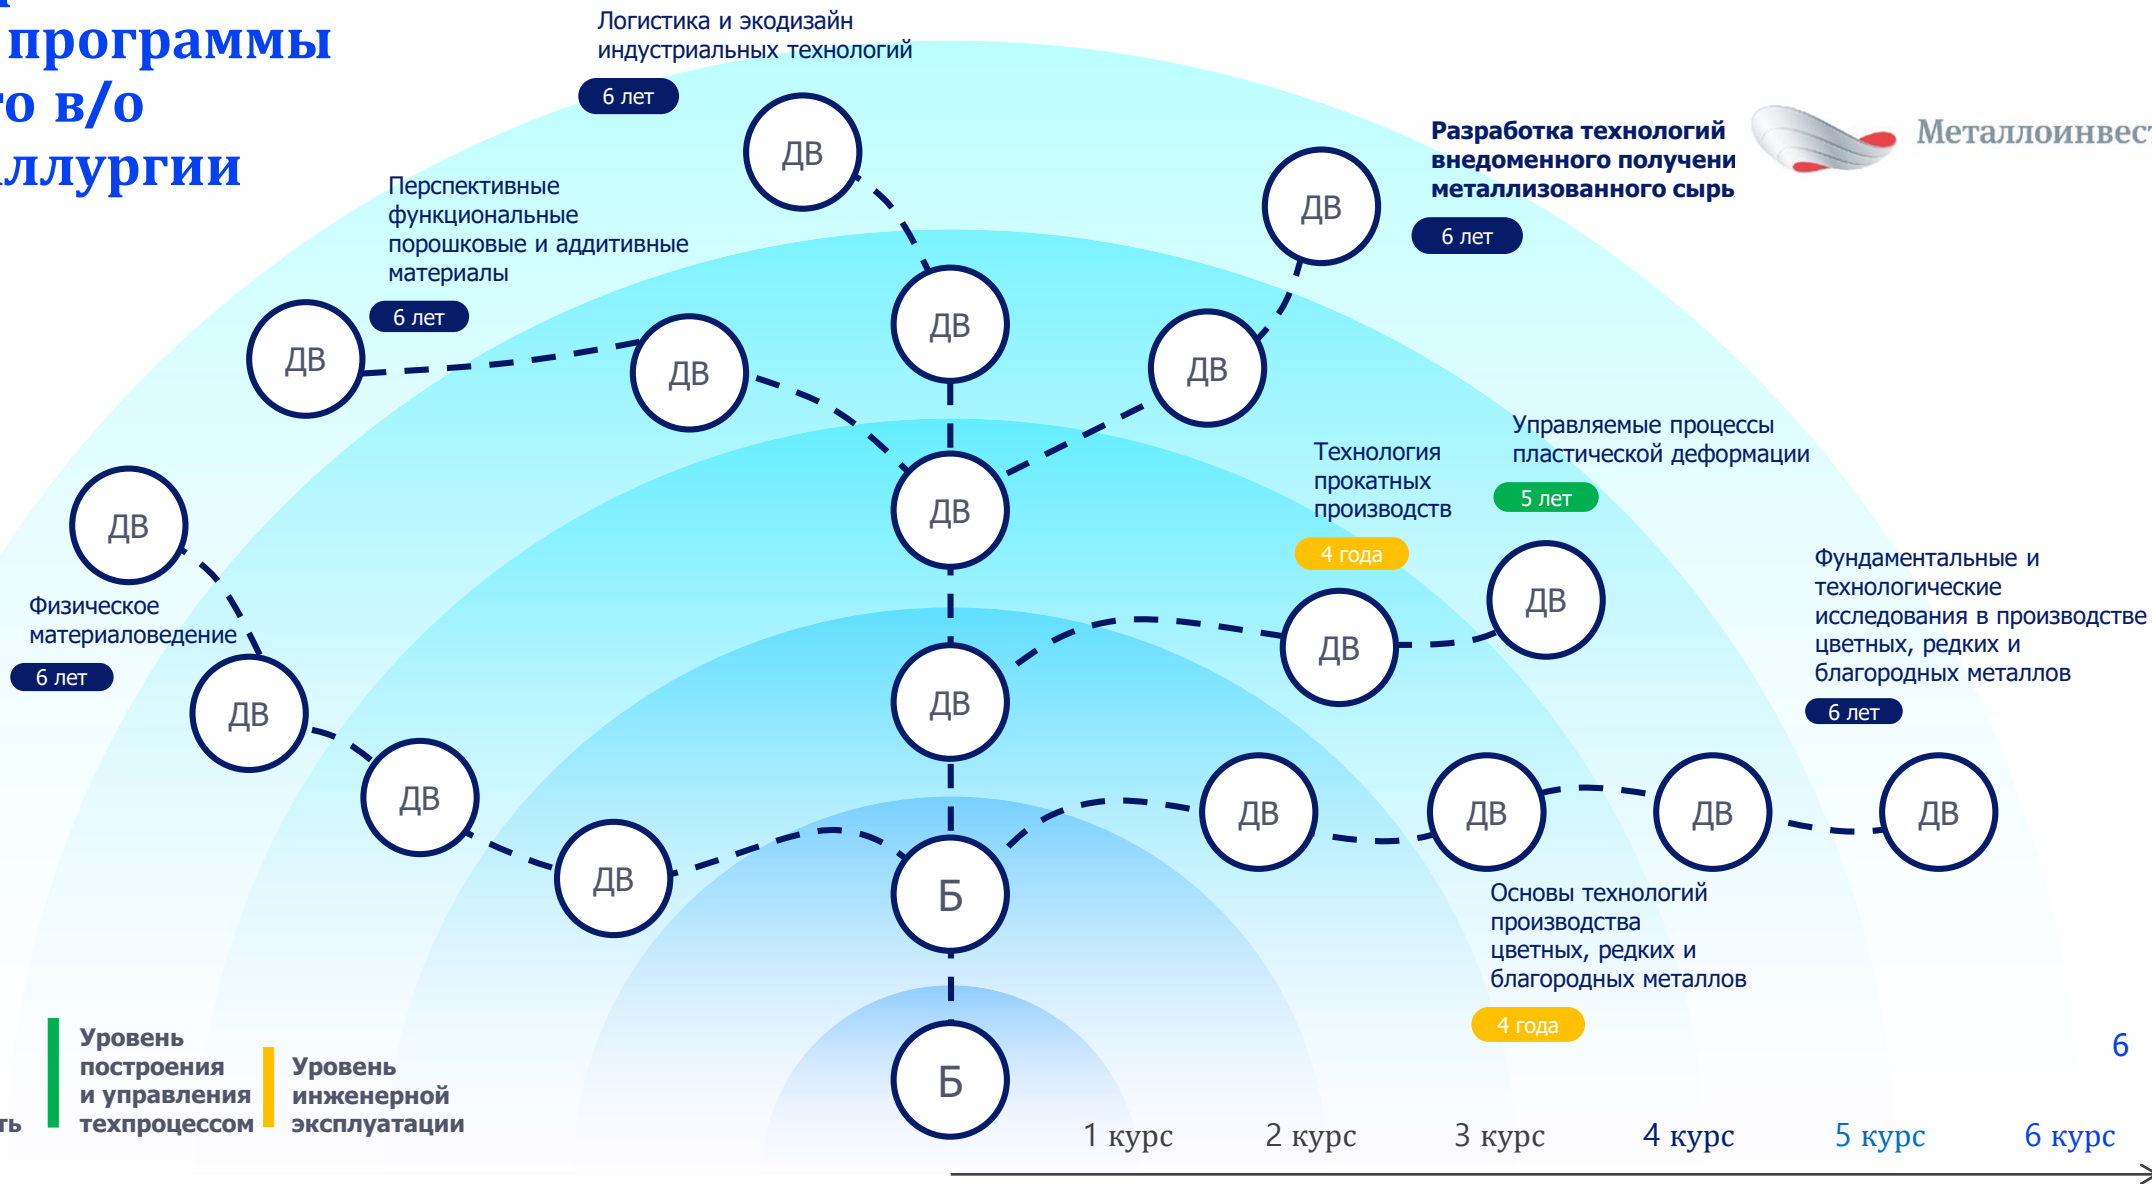 программы
в/о
Логистика и экодизайн
индустриальных технологий
6 лет
ДВ
Разработка технологий
внедоменного получени
металлизованного сырь
6 лет
Металлоинвест
ДВ
Перспективные
функциональные
порошковые и аддитивные
материалы
6 лет
ДВ
ДВ
ДВ
ДВ
ДВ
Технология
прокатных
производств
4 года
Управляемые процессы
пластической деформации
5 лет
ДВ
Физическое
материаловедение
6 лет
ДВ
ДВ
ДВ
ДВ
ДВ
ДВ
Фундаментальные и
технологические
исследования в производстве
цветных, редких и
благородных металлов
6 лет
ДВ
ДВ
ДВ
ДВ
ДВ
Б
Основы технологий
производства
цветных, редких и
благородных металлов
4 года
Б
Уровень
построения
и управления
техпроцессом
Уровень
инженерной
эксплуатации
6
1 курс
2 курс
3 курс
4 курс
5 курс
6 курс